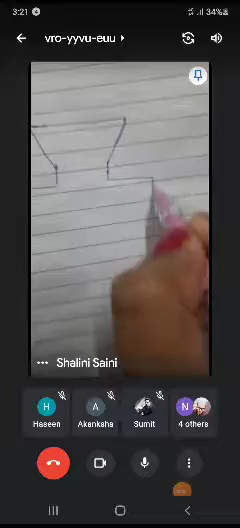 3:21 34%
vro-yyvu-euu
Shalini Saini
H A N
Haseen Akanksha Sumit 4 others